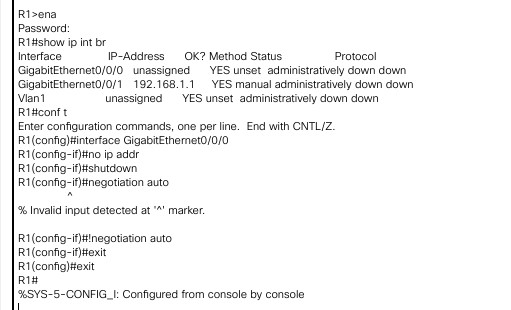 R1>ena
Password:
R1#show ip int br
Interface IP-Address OK? Method Status Protocol
GigabitEthernet0/0/0 unassigned YES unset administratively down down
GigabitEthernet0/0/1 192.168.1.1 YES manual administratively down down
Vlan1 unassigned YES unset administratively down down
R1#conf t
Enter configuration commands, one per line. End with CNTL/Z.
R1(config)#interface GigabitEthernet0/0/0
R1(config-if)#no ip addr
R1(config-if)#shutdown
R1(config-if)#negotiation auto
^
% Invalid input detected at '^' marker.
R1(config-if)#!negotiation auto
R1(config-if)#exit
R1(config)#exit
R1#
%SYS-5-CONFIG_I: Configured from console by console